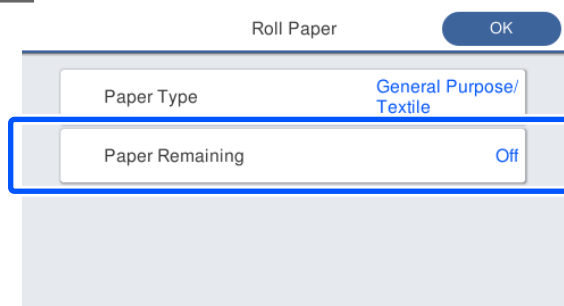 Roll Paper
OK
Paper Type
General Purpose/
Textile
Paper Remaining
Off